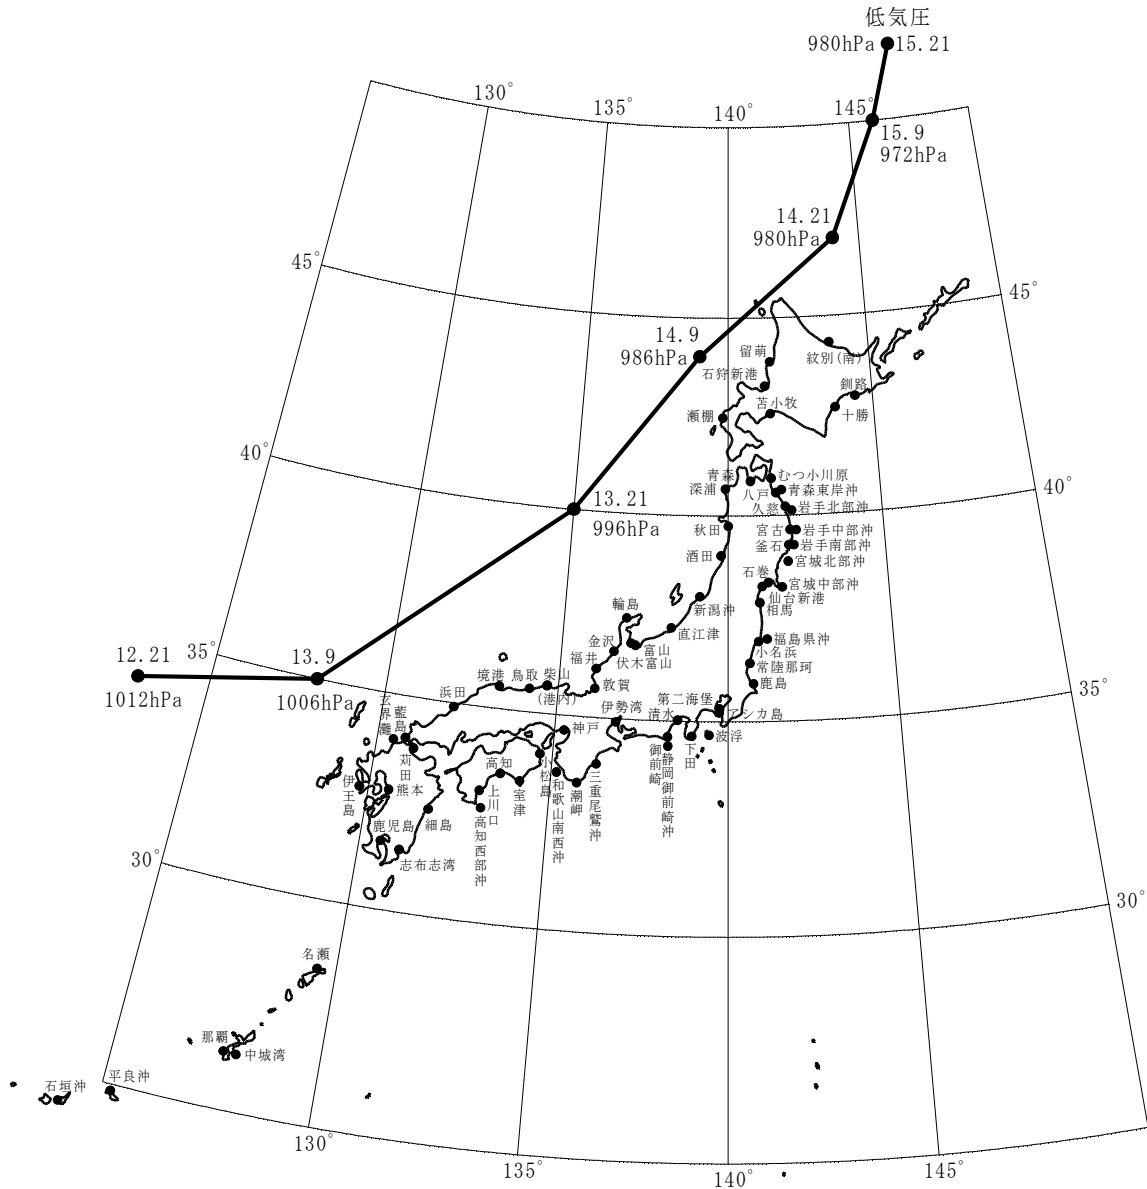 低気圧
980hPa 15.21
130°
135°
140°
145°
15.9
972hPa
14.21
980hPa
45°
45°
14.9
986hPa
留萌
紋別(南)
石狩新港
釧路
苫小牧
十勝
瀬棚
40°
40°
青森
むつ小川原
深浦
八戸
青森東岸沖
13.21
996hPa
久慈
岩手北部沖
秋田
宮古
岩手中部沖
釜石
岩手南部沖
酒田
宮城北部沖
石巻
宮城中部沖
仙台新港
新潟沖
相馬
輪島
直江津
金沢
富山
福島県沖
伏木富山
小名浜
12.21
1012hPa
35°
13.9
1006hPa
福井
常陸那珂
境港
鳥取
柴山
(港内)
敦賀
鹿島
35°
浜田
玄界灘
藍島
伊勢湾
第二海堡
清水
アシカ島
神戸
波浮
下田
御前崎
静岡御前崎沖
苅田
高知
小松島
和歌山南西沖
潮岬
三重尾鷲沖
伊王島
熊本
上川口
室津
高知西部沖
鹿児島
細島
志布志湾
30°
30°
名瀬
那覇
中城湾
石垣沖
平良沖
130°
135°
140°
145°